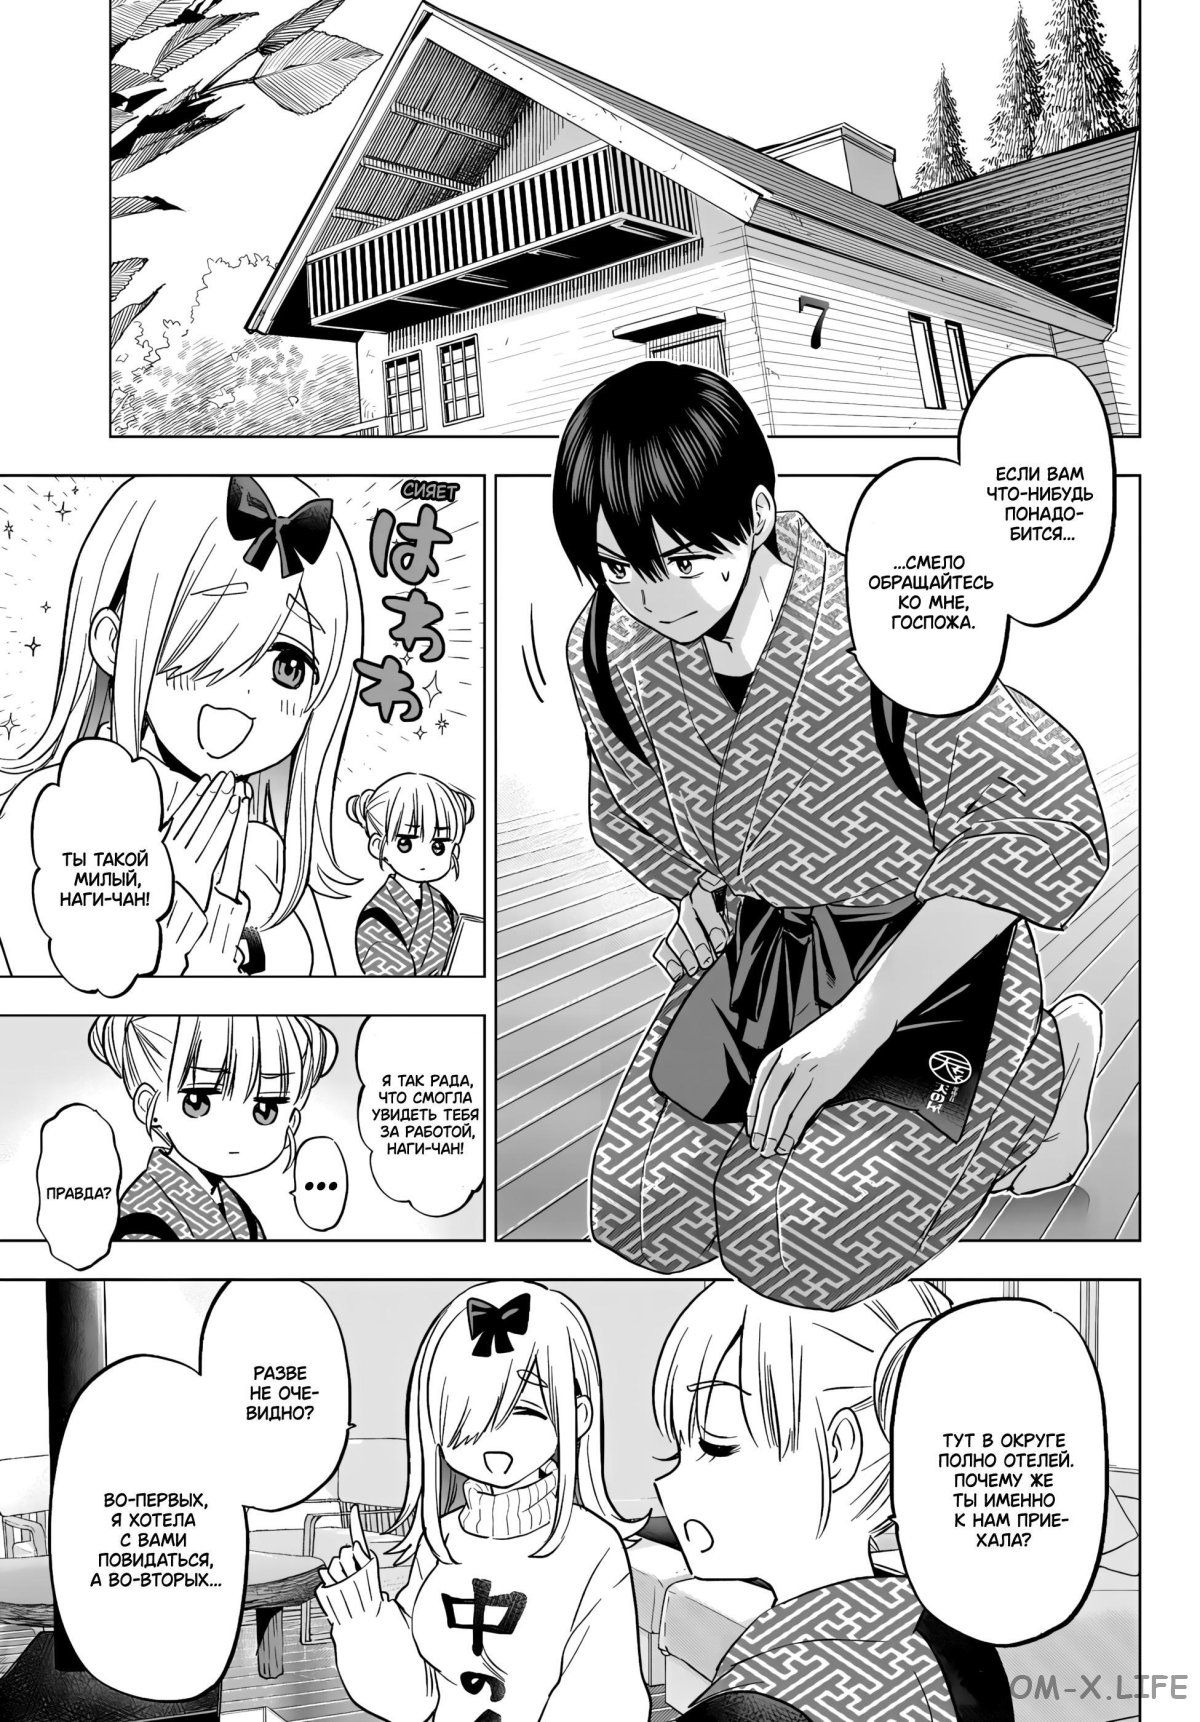 7
ЕСЛИ ВАМ
ЧТО-НИБУДЬ
ПОНАДО-
БИТСЯ...
...СМЕЛО
ОБРАЩАЙТЕСЬ
КО МНЕ,
ГОСПОЖА.
СИЯЕТ
はわわ
ТЫ ТАКОЙ
МИЛЫЙ,
НАГИ-ЧАН!
Я ТАК РАДА,
ЧТО СМОГЛА
УВИДЕТЬ ТЕБЯ
ЗА РАБОТОЙ,
НАГИ-ЧАН!
...
ПРАВДА?
ТУТ В ОКРУГЕ
ПОЛНО ОТЕЛЕЙ.
ПОЧЕМУ ЖЕ
ТЫ ИМЕННО
К НАМ ПРИЕ-
ХАЛА?
РАЗВЕ
НЕ ОЧЕ-
ВИДНО?
ВО-ПЕРВЫХ,
Я ХОТЕЛА
С ВАМИ
ПОВИДАТЬСЯ,
А ВО-ВТОРЫХ...
中の
OM-X.LIFE